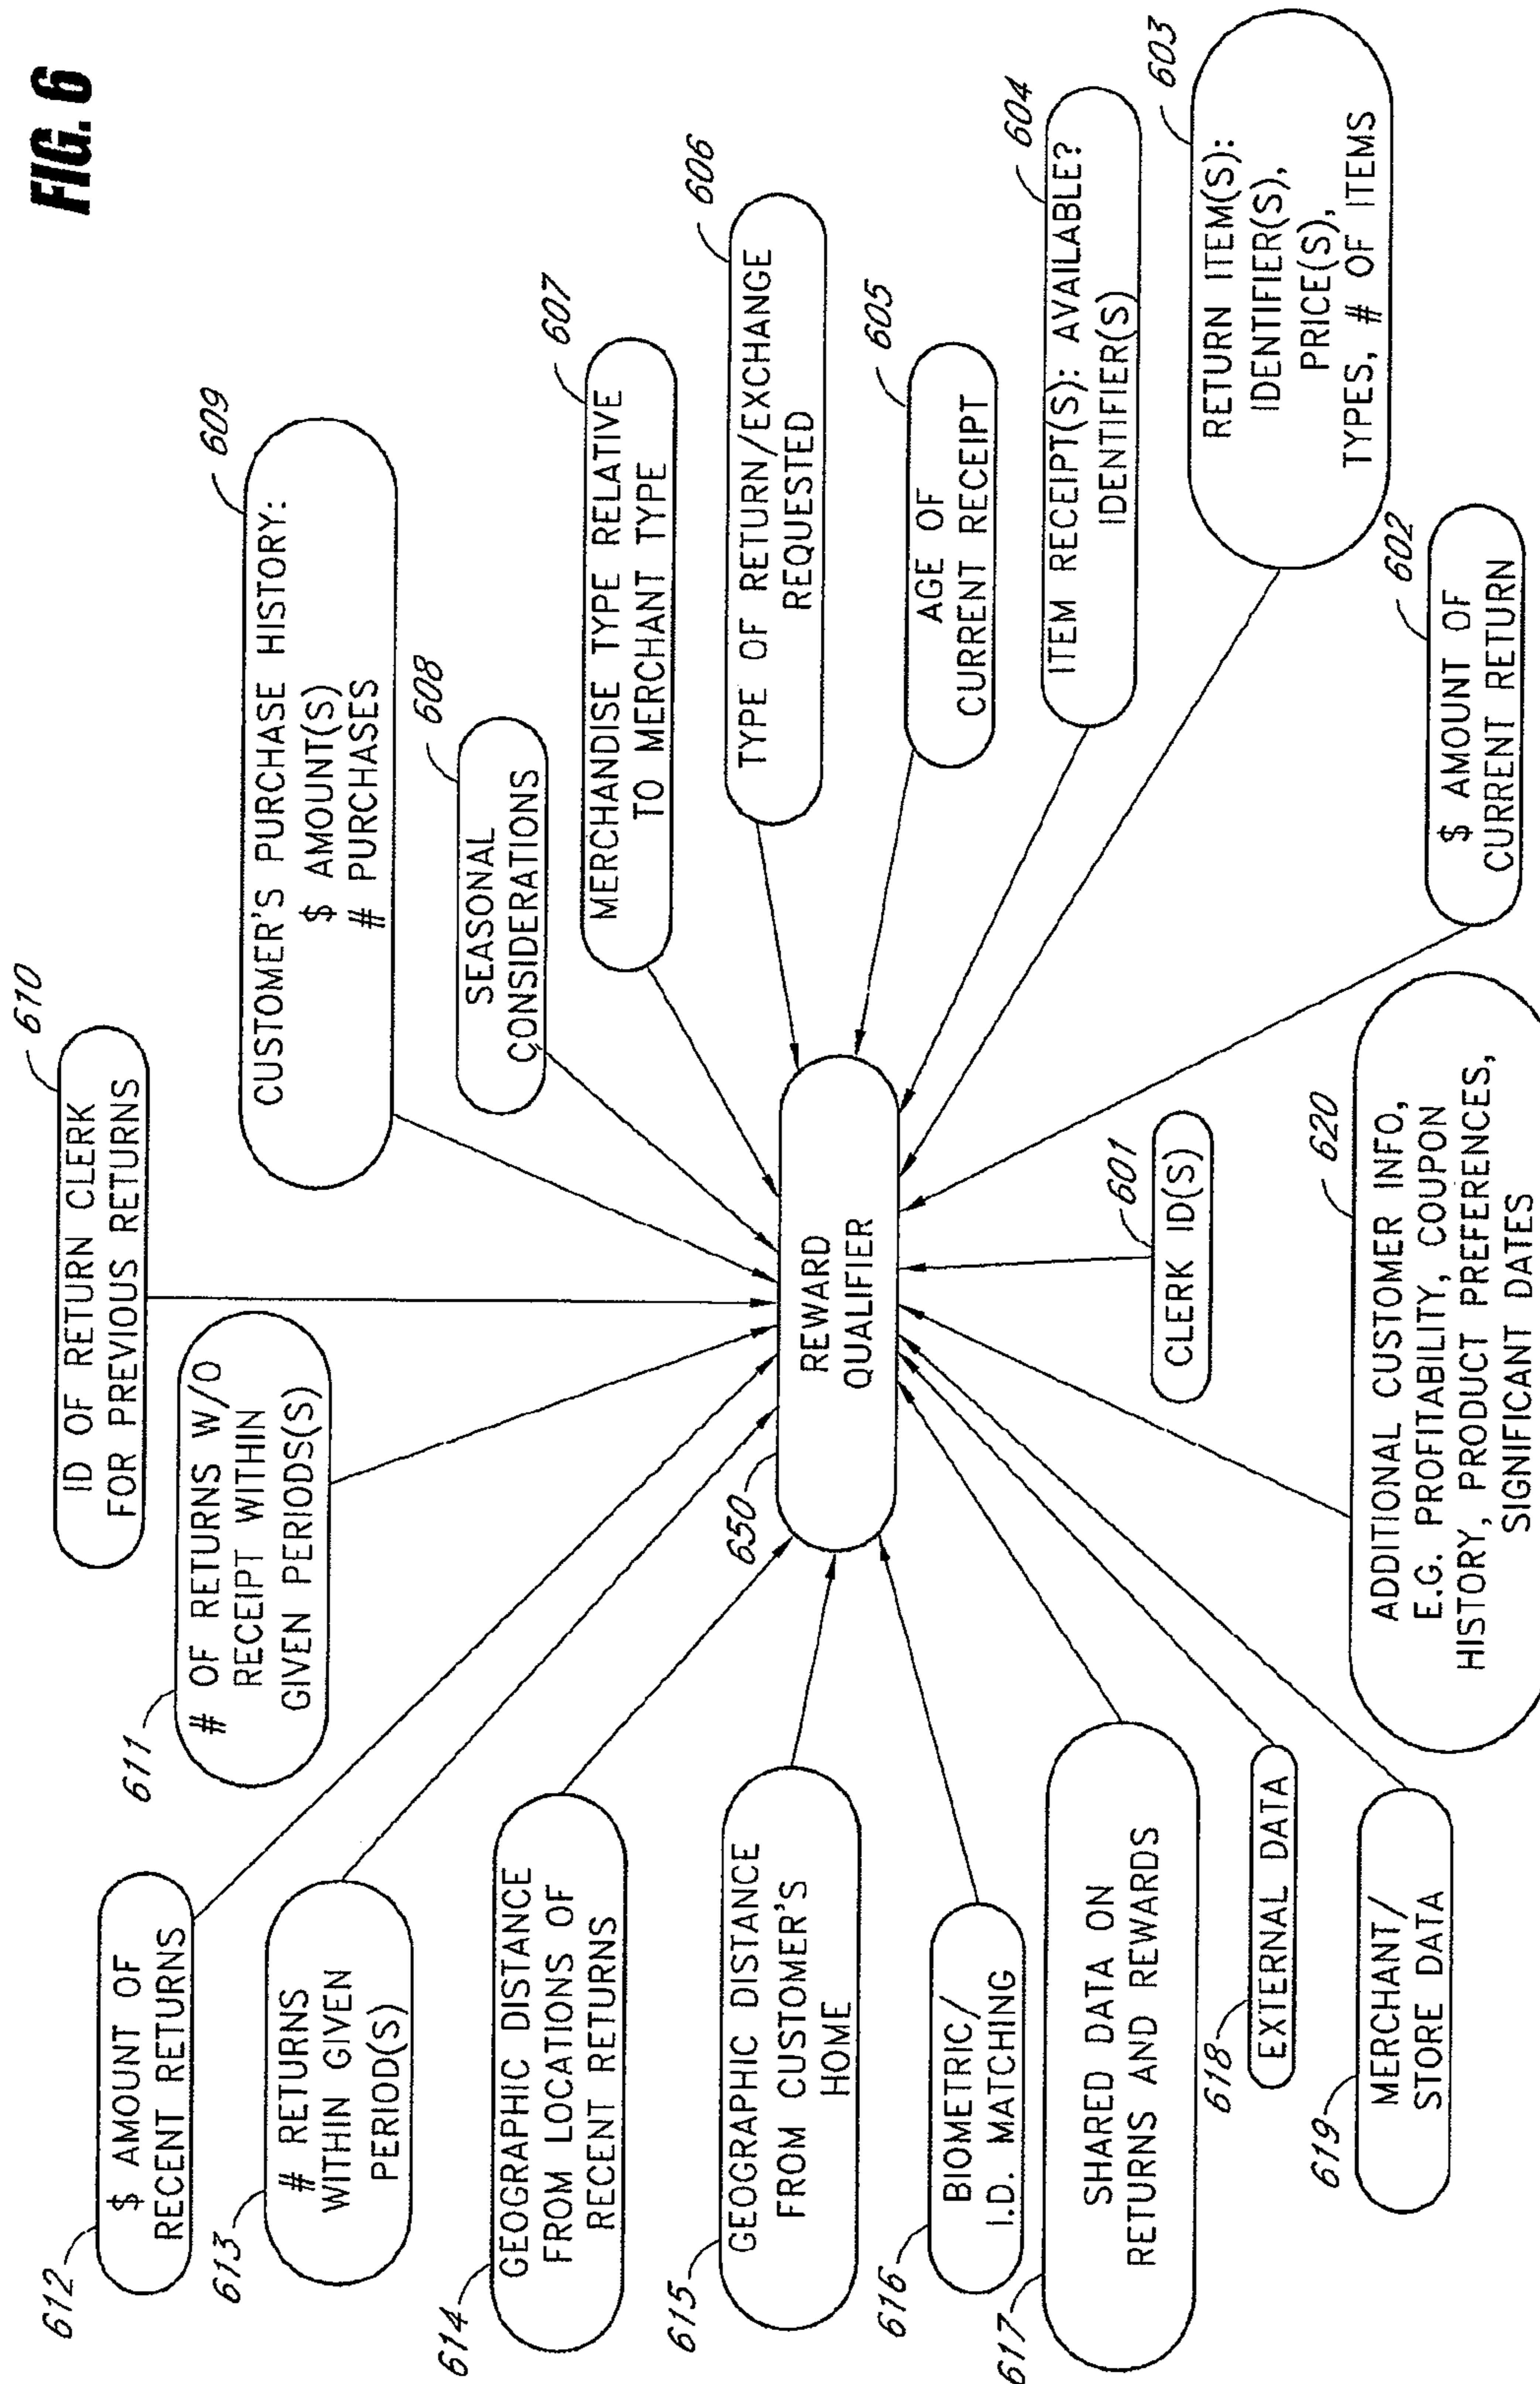 FIG. 6
610
ID OF RETURN CLERK
FOR PREVIOUS RETURNS
609
CUSTOMER'S PURCHASE HISTORY:
$ AMOUNT(S)
# PURCHASES
608
SEASONAL
CONSIDERATIONS
607
MERCHANDISE TYPE RELATIVE
TO MERCHANT TYPE
606
TYPE OF RETURN/EXCHANGE
REQUESTED
605
AGE OF
CURRENT RECEIPT
604
ITEM RECEIPT(S): AVAILABLE?
IDENTIFIER(S)
603
RETURN ITEM(S):
IDENTIFIER(S),
PRICE(S),
TYPES, # OF ITEMS
602
$ AMOUNT OF
CURRENT RETURN
601
CLERK ID(S)
620
ADDITIONAL CUSTOMER INFO,
E.G. PROFITABILITY, COUPON
HISTORY, PRODUCT PREFERENCES,
SIGNIFICANT DATES
650
REWARD
QUALIFIER
611
# OF RETURNS W/O
RECEIPT WITHIN
GIVEN PERIODS(S)
612
$ AMOUNT OF
RECENT RETURNS
613
# RETURNS
WITHIN GIVEN
PERIOD(S)
614
GEOGRAPHIC DISTANCE
FROM LOCATIONS OF
RECENT RETURNS
615
GEOGRAPHIC DISTANCE
FROM CUSTOMER'S
HOME
616
BIOMETRIC/
I.D. MATCHING
617
SHARED DATA ON
RETURNS AND REWARDS
618
EXTERNAL DATA
619
MERCHANT/
STORE DATA